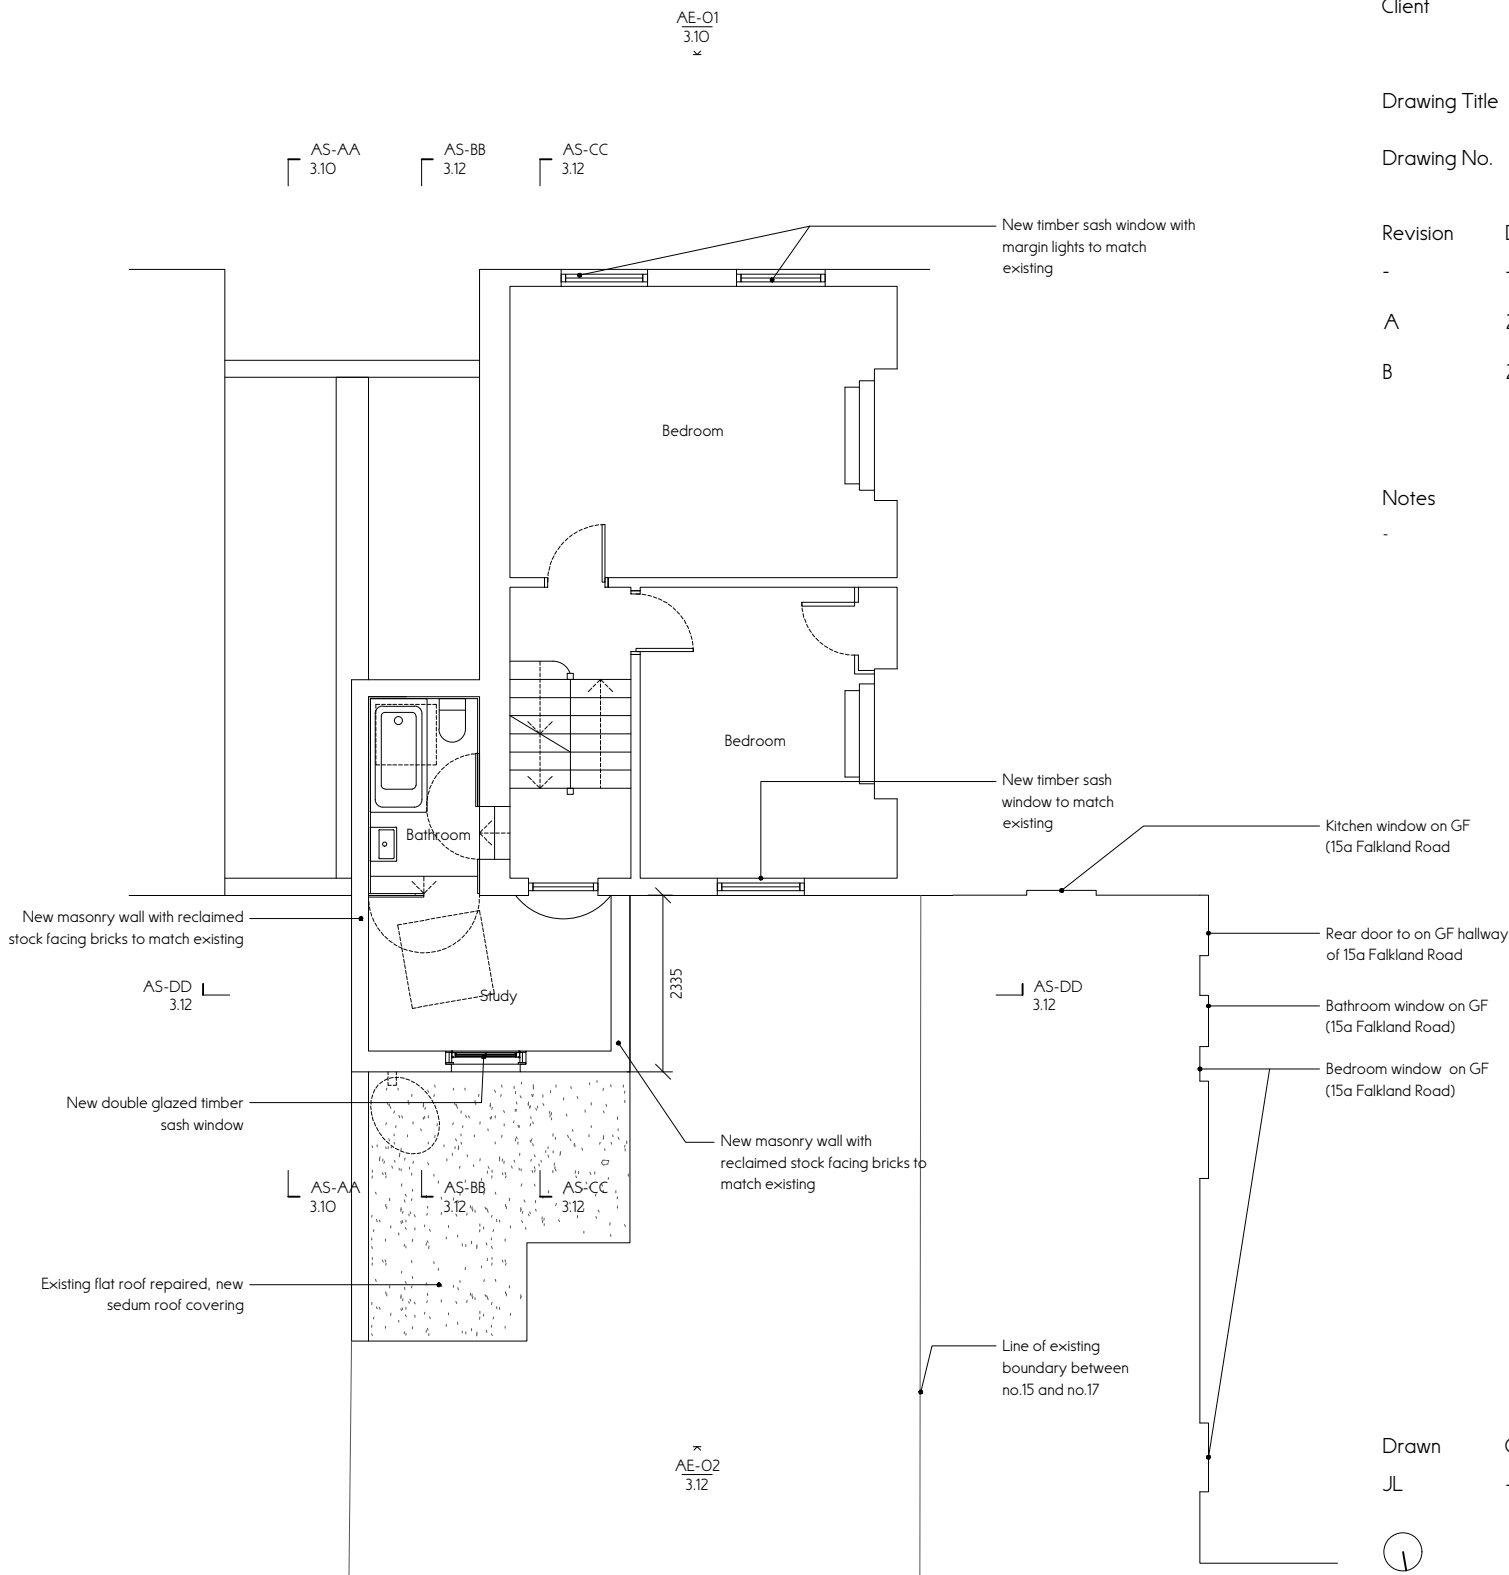 AE-01
3.10
Client
Drawing Title
Drawing No.
AS-AA
3.10
AS-BB
3.12
AS-CC
3.12
Revision
-
A
B
New timber sash window with
margin lights to match
existing
Bedroom
Notes
-
Bedroom
New timber sash
window to match
existing
Bathroom
Kitchen window on GF
(15a Falkland Road
New masonry wall with reclaimed
stock facing bricks to match existing
Rear door to on GF hallway
of 15a Falkland Road
AS-DD
3.12
Study
2335
AS-DD
3.12
Bathroom window on GF
(15a Falkland Road)
Bedroom window on GF
(15a Falkland Road)
New double glazed timber
sash window
New masonry wall with
reclaimed stock facing bricks to
match existing
AS-AA
3.10
AS-BB
3.12
AS-CC
3.12
Existing flat roof repaired, new
sedum roof covering
Line of existing
boundary between
no.15 and no.17
AE-02
3.12
Drawn
JL